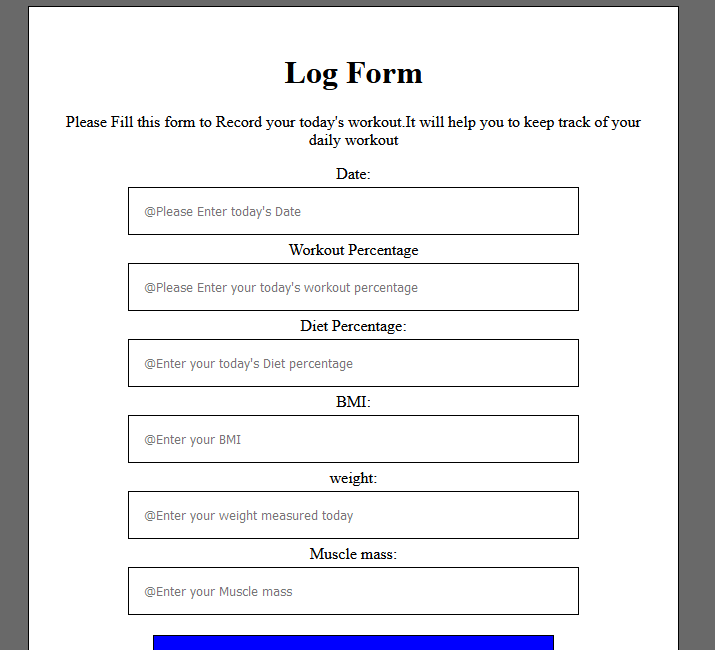 Log Form
Please Fill this form to Record your today's workout.It will help you to keep track of your
daily workout
Date:
@Please Enter today's Date
Workout Percentage
@Please Enter your today's workout percentage
Diet Percentage:
@Enter your today's Diet percentage
BMI:
@Enter your BMI
weight:
@Enter your weight measured today
Muscle mass:
@Enter your Muscle mass